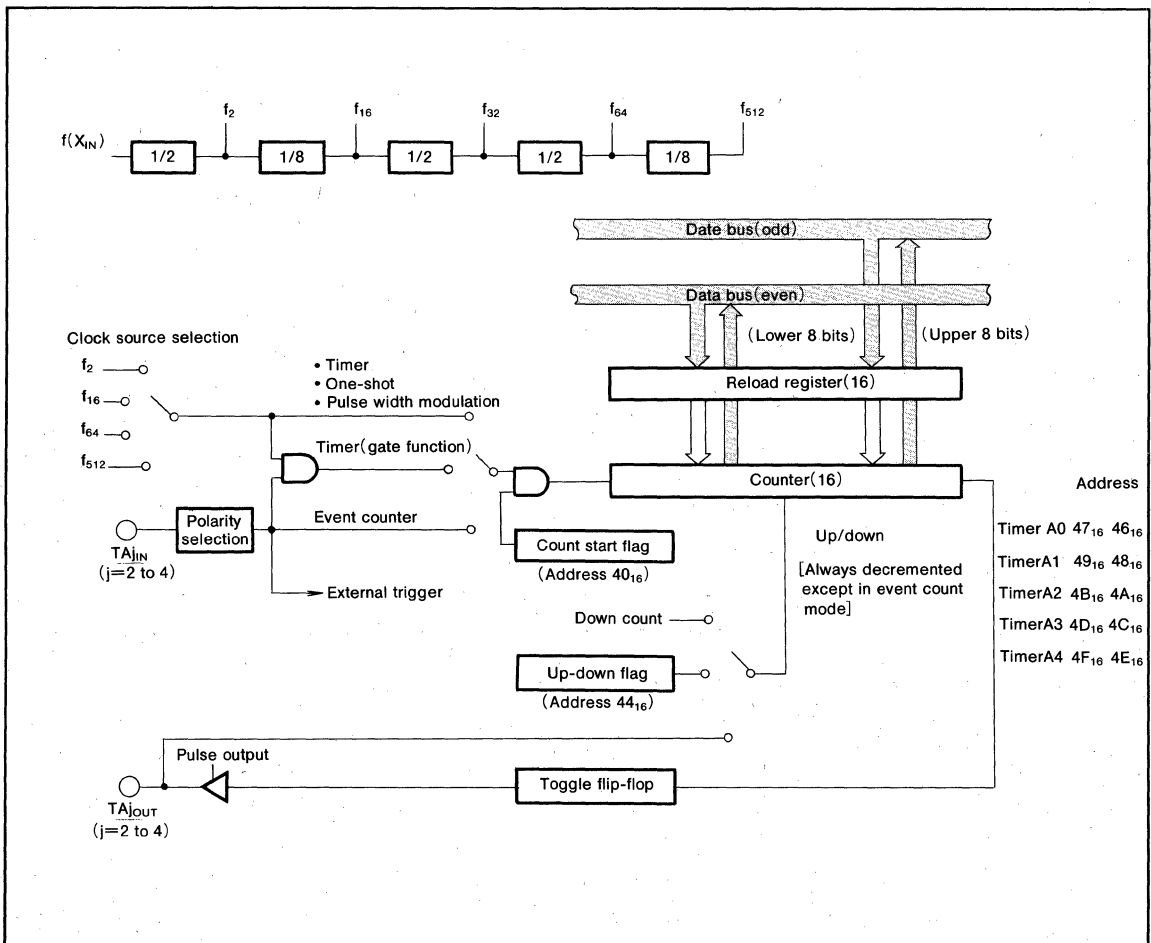 f₂ f₁₆ f₃₂ f₆₄ f₅₁₂
f(X_IN) 1/2 1/8 1/2 1/2 1/8
Date bus(odd)
Data bus(even)
(Lower 8 bits) (Upper 8 bits)
Clock source selection
f₂
f₁₆
f₆₄
f₅₁₂
• Timer
• One-shot
• Pulse width modulation
Reload register(16)
Timer(gate function)
Counter(16)
Address
Polarity
selection
Event counter
TAj_IN
(j=2 to 4)
Count start flag
(Address 40₁₆)
External trigger
Up/down
[Always decremented
except in event count
mode]
Timer A0 47₁₆ 46₁₆
TimerA1 49₁₆ 48₁₆
TimerA2 4B₁₆ 4A₁₆
TimerA3 4D₁₆ 4C₁₆
TimerA4 4F₁₆ 4E₁₆
Down count
Up-down flag
(Address 44₁₆)
Pulse output
Toggle flip-flop
TAj_OUT
(j=2 to 4)